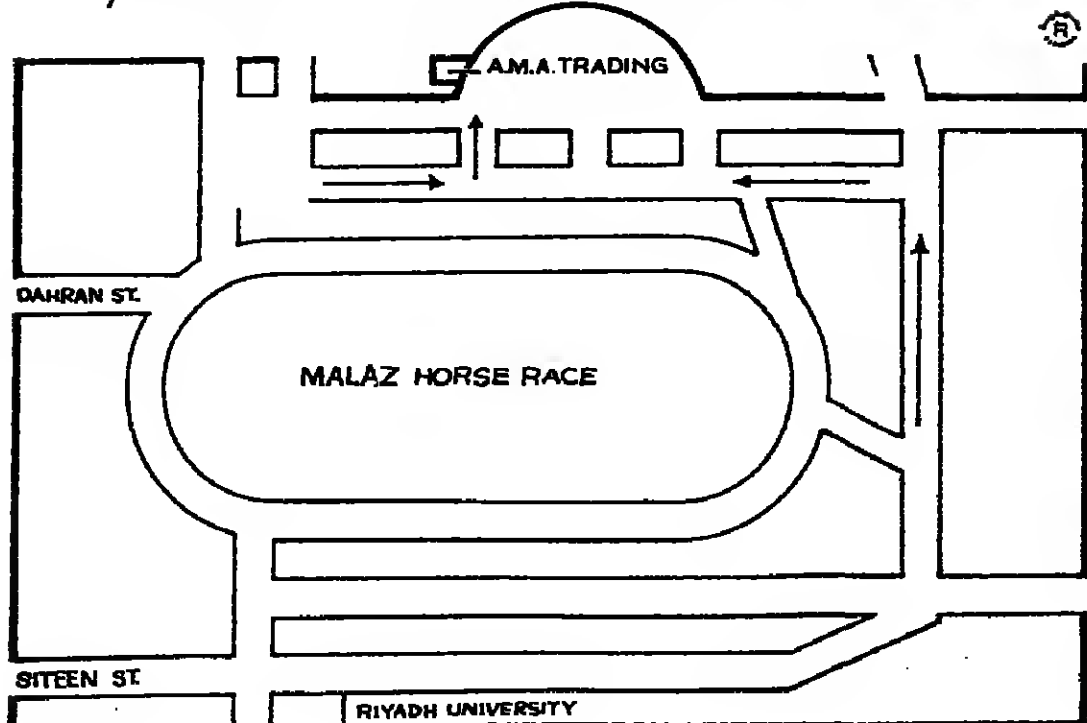 R
A.M.A. TRADING
DAHRAN ST.
MALAZ HORSE RACE
SITEEN ST.
RIYADH UNIVERSITY